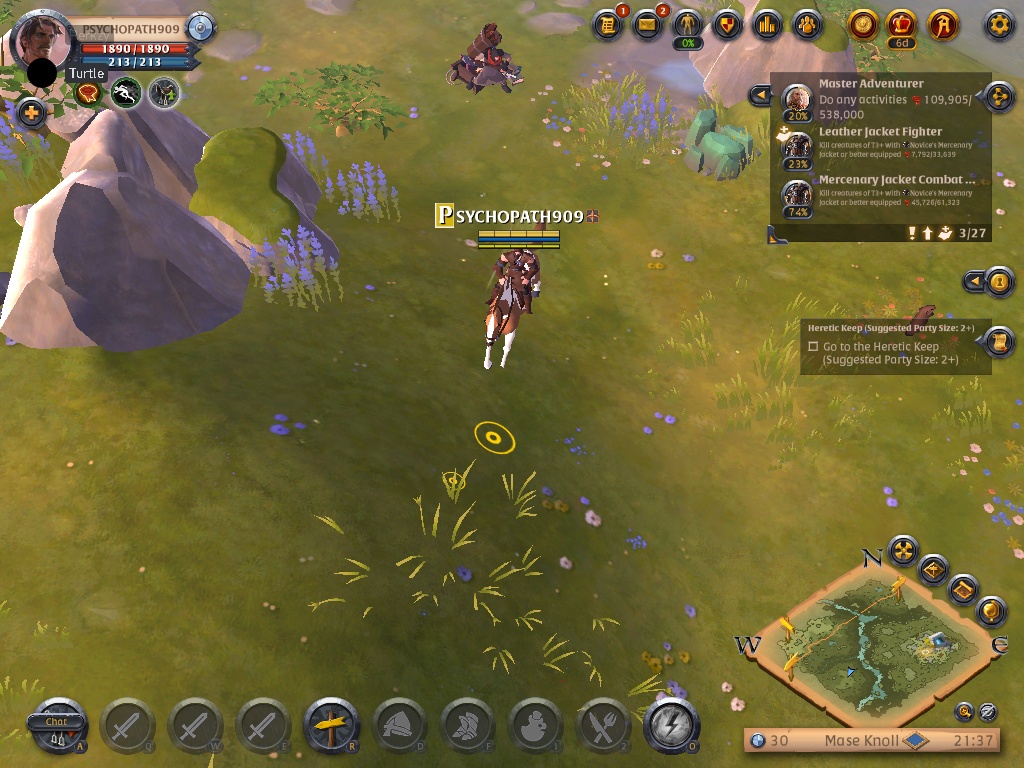 PSYCHOPATH909
1890 / 1890
213 / 213
Turtle
1
2
0%
6d
Master Adventurer
Do any activities 109,905/
538,000
20%
Leather Jacket Fighter
Kill creatures of T3+ with Novice's Mercenary
Jacket or better equipped 7,792/33,639
23%
Mercenary Jacket Combat ...
Kill creatures of T3+ with Novice's Mercenary
Jacket or better equipped 45,726/61,323
74%
3/27
PSYCHOPATH909
Heretic Keep (Suggested Party Size: 2+)
Go to the Heretic Keep
(Suggested Party Size: 2+)
N
W
E
Chat
A
Q
W
E
R
D
F
1
2
O
30
Mase Knoll
21:37